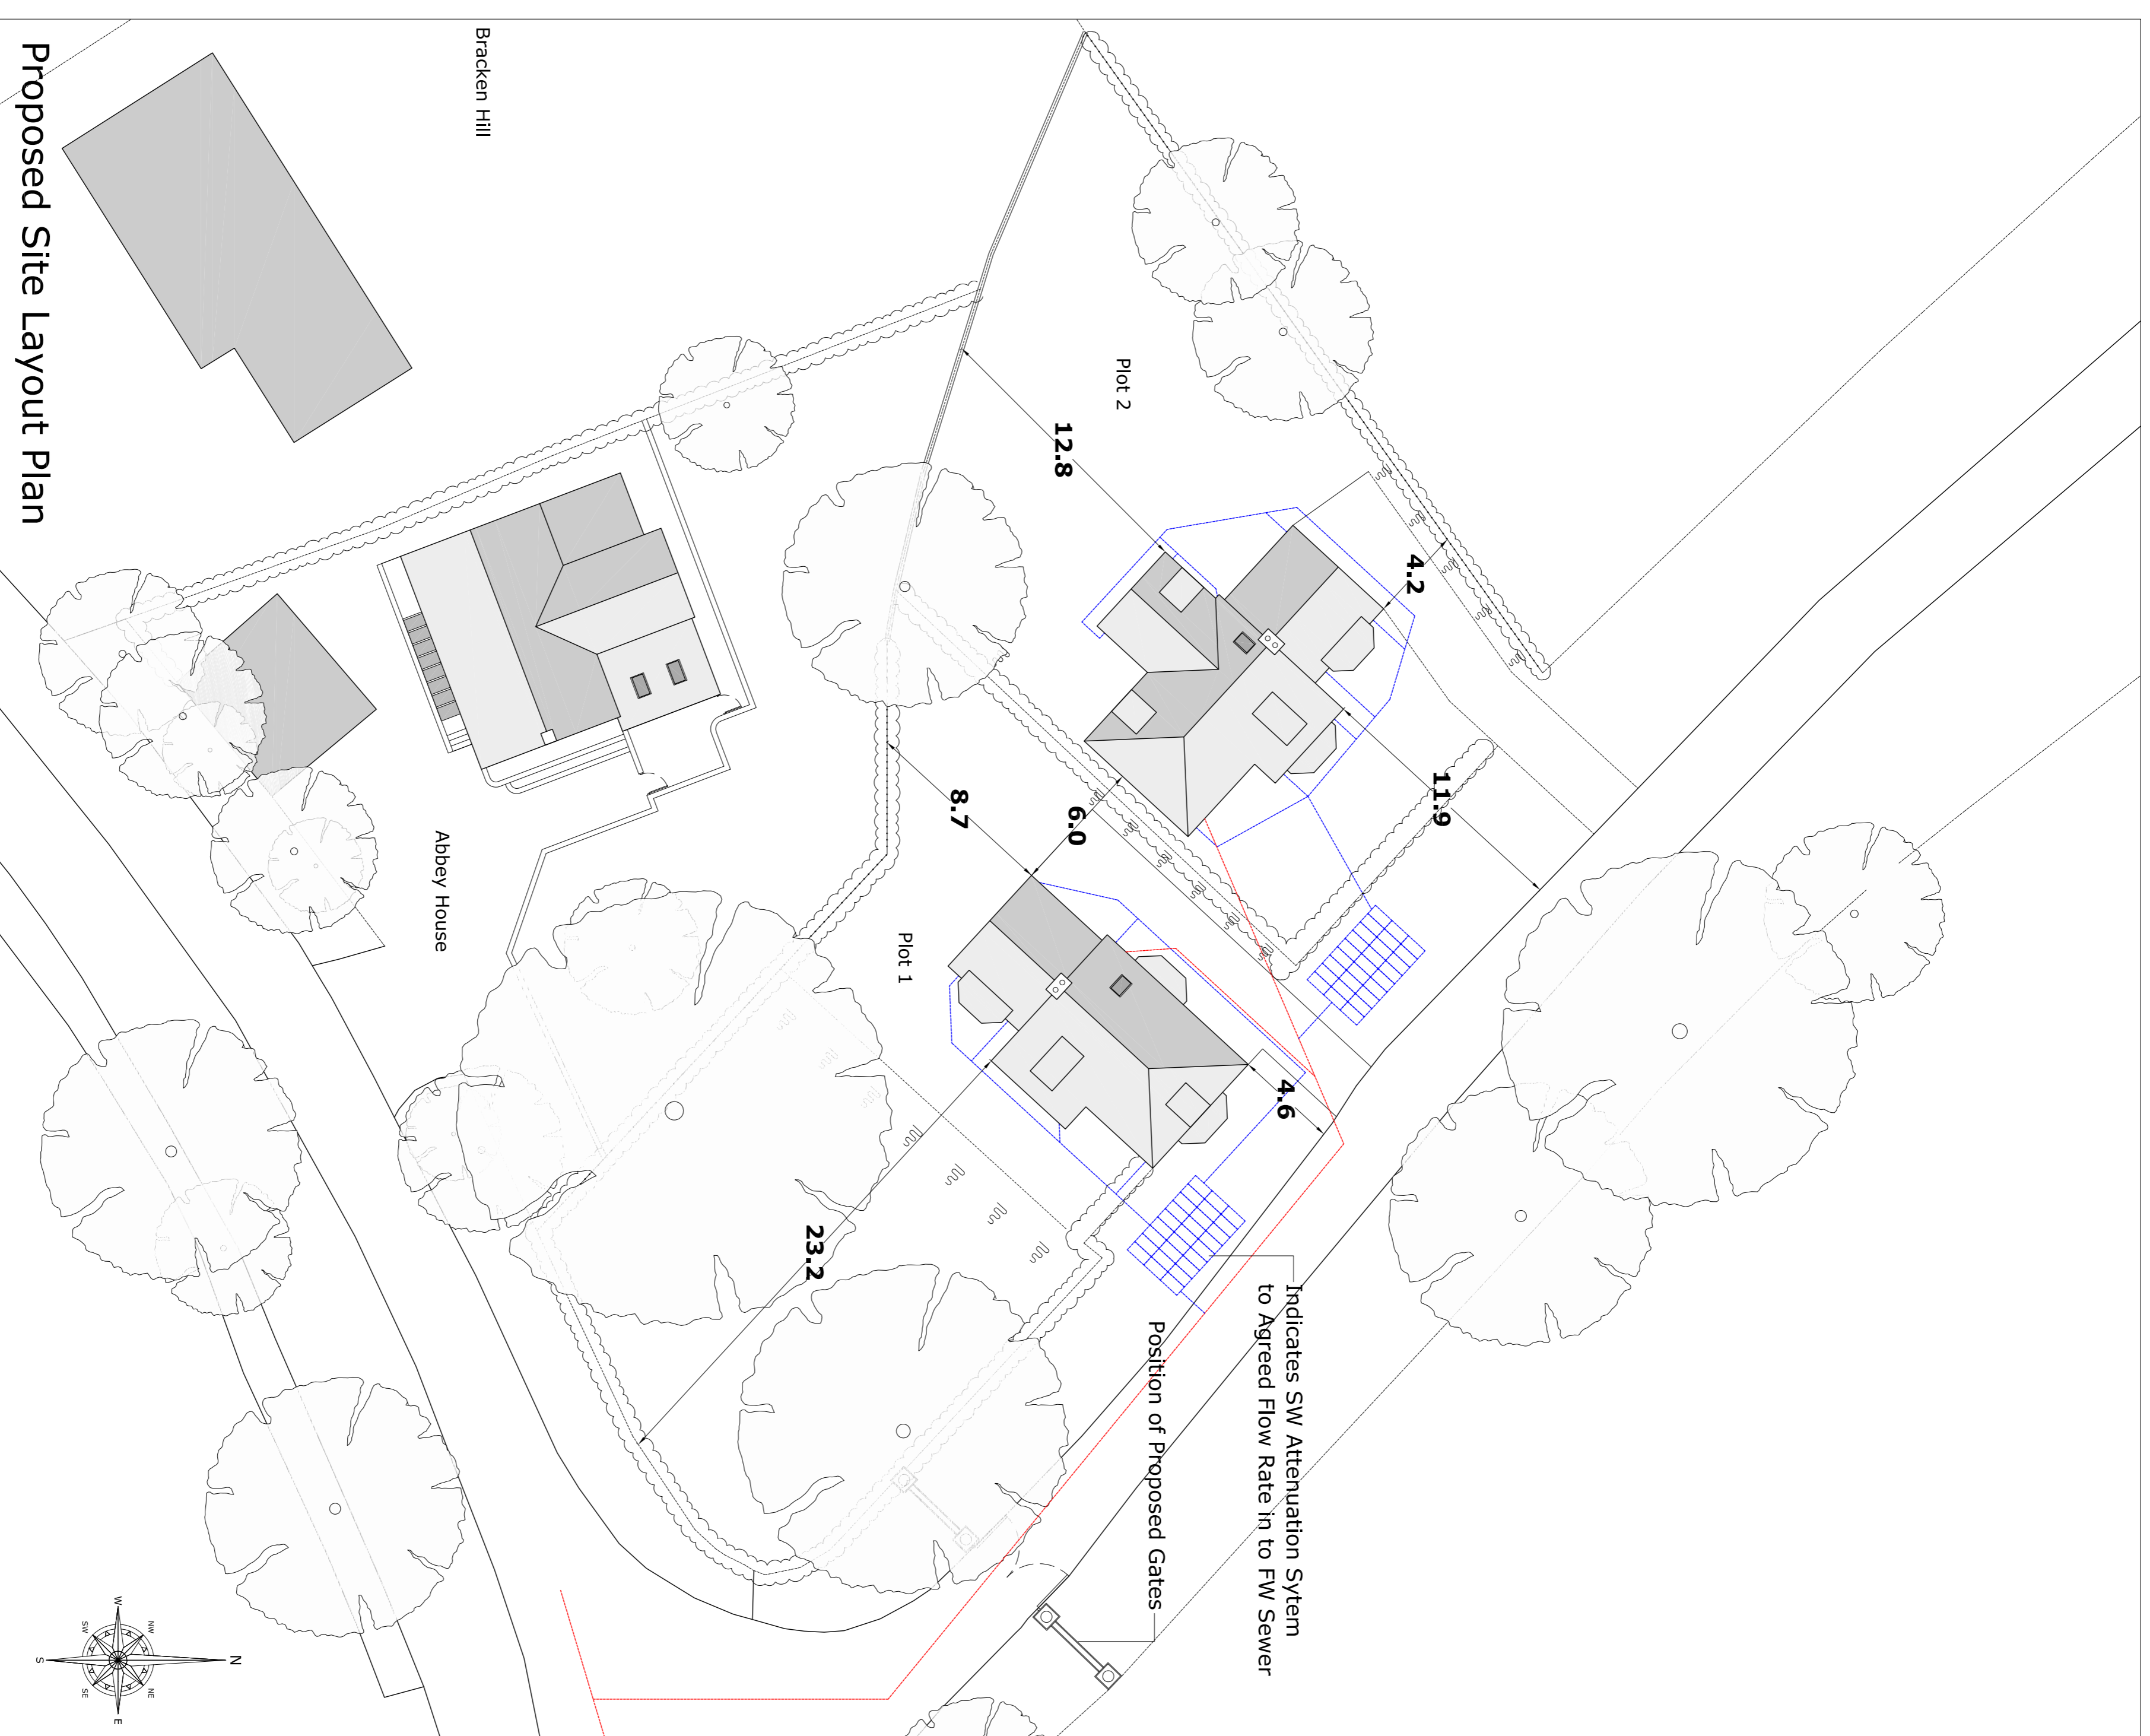 Proposed Site Layout Plan
Bracken Hill
Abbey House
Plot 2
Plot 1
12.8
4.2
11.9
8.7
6.0
4.6
23.2
Indicates SW Attenuation Sytem
to Agreed Flow Rate in to FW Sewer
Position of Proposed Gates
N
NE
E
SE
S
SW
W
NW